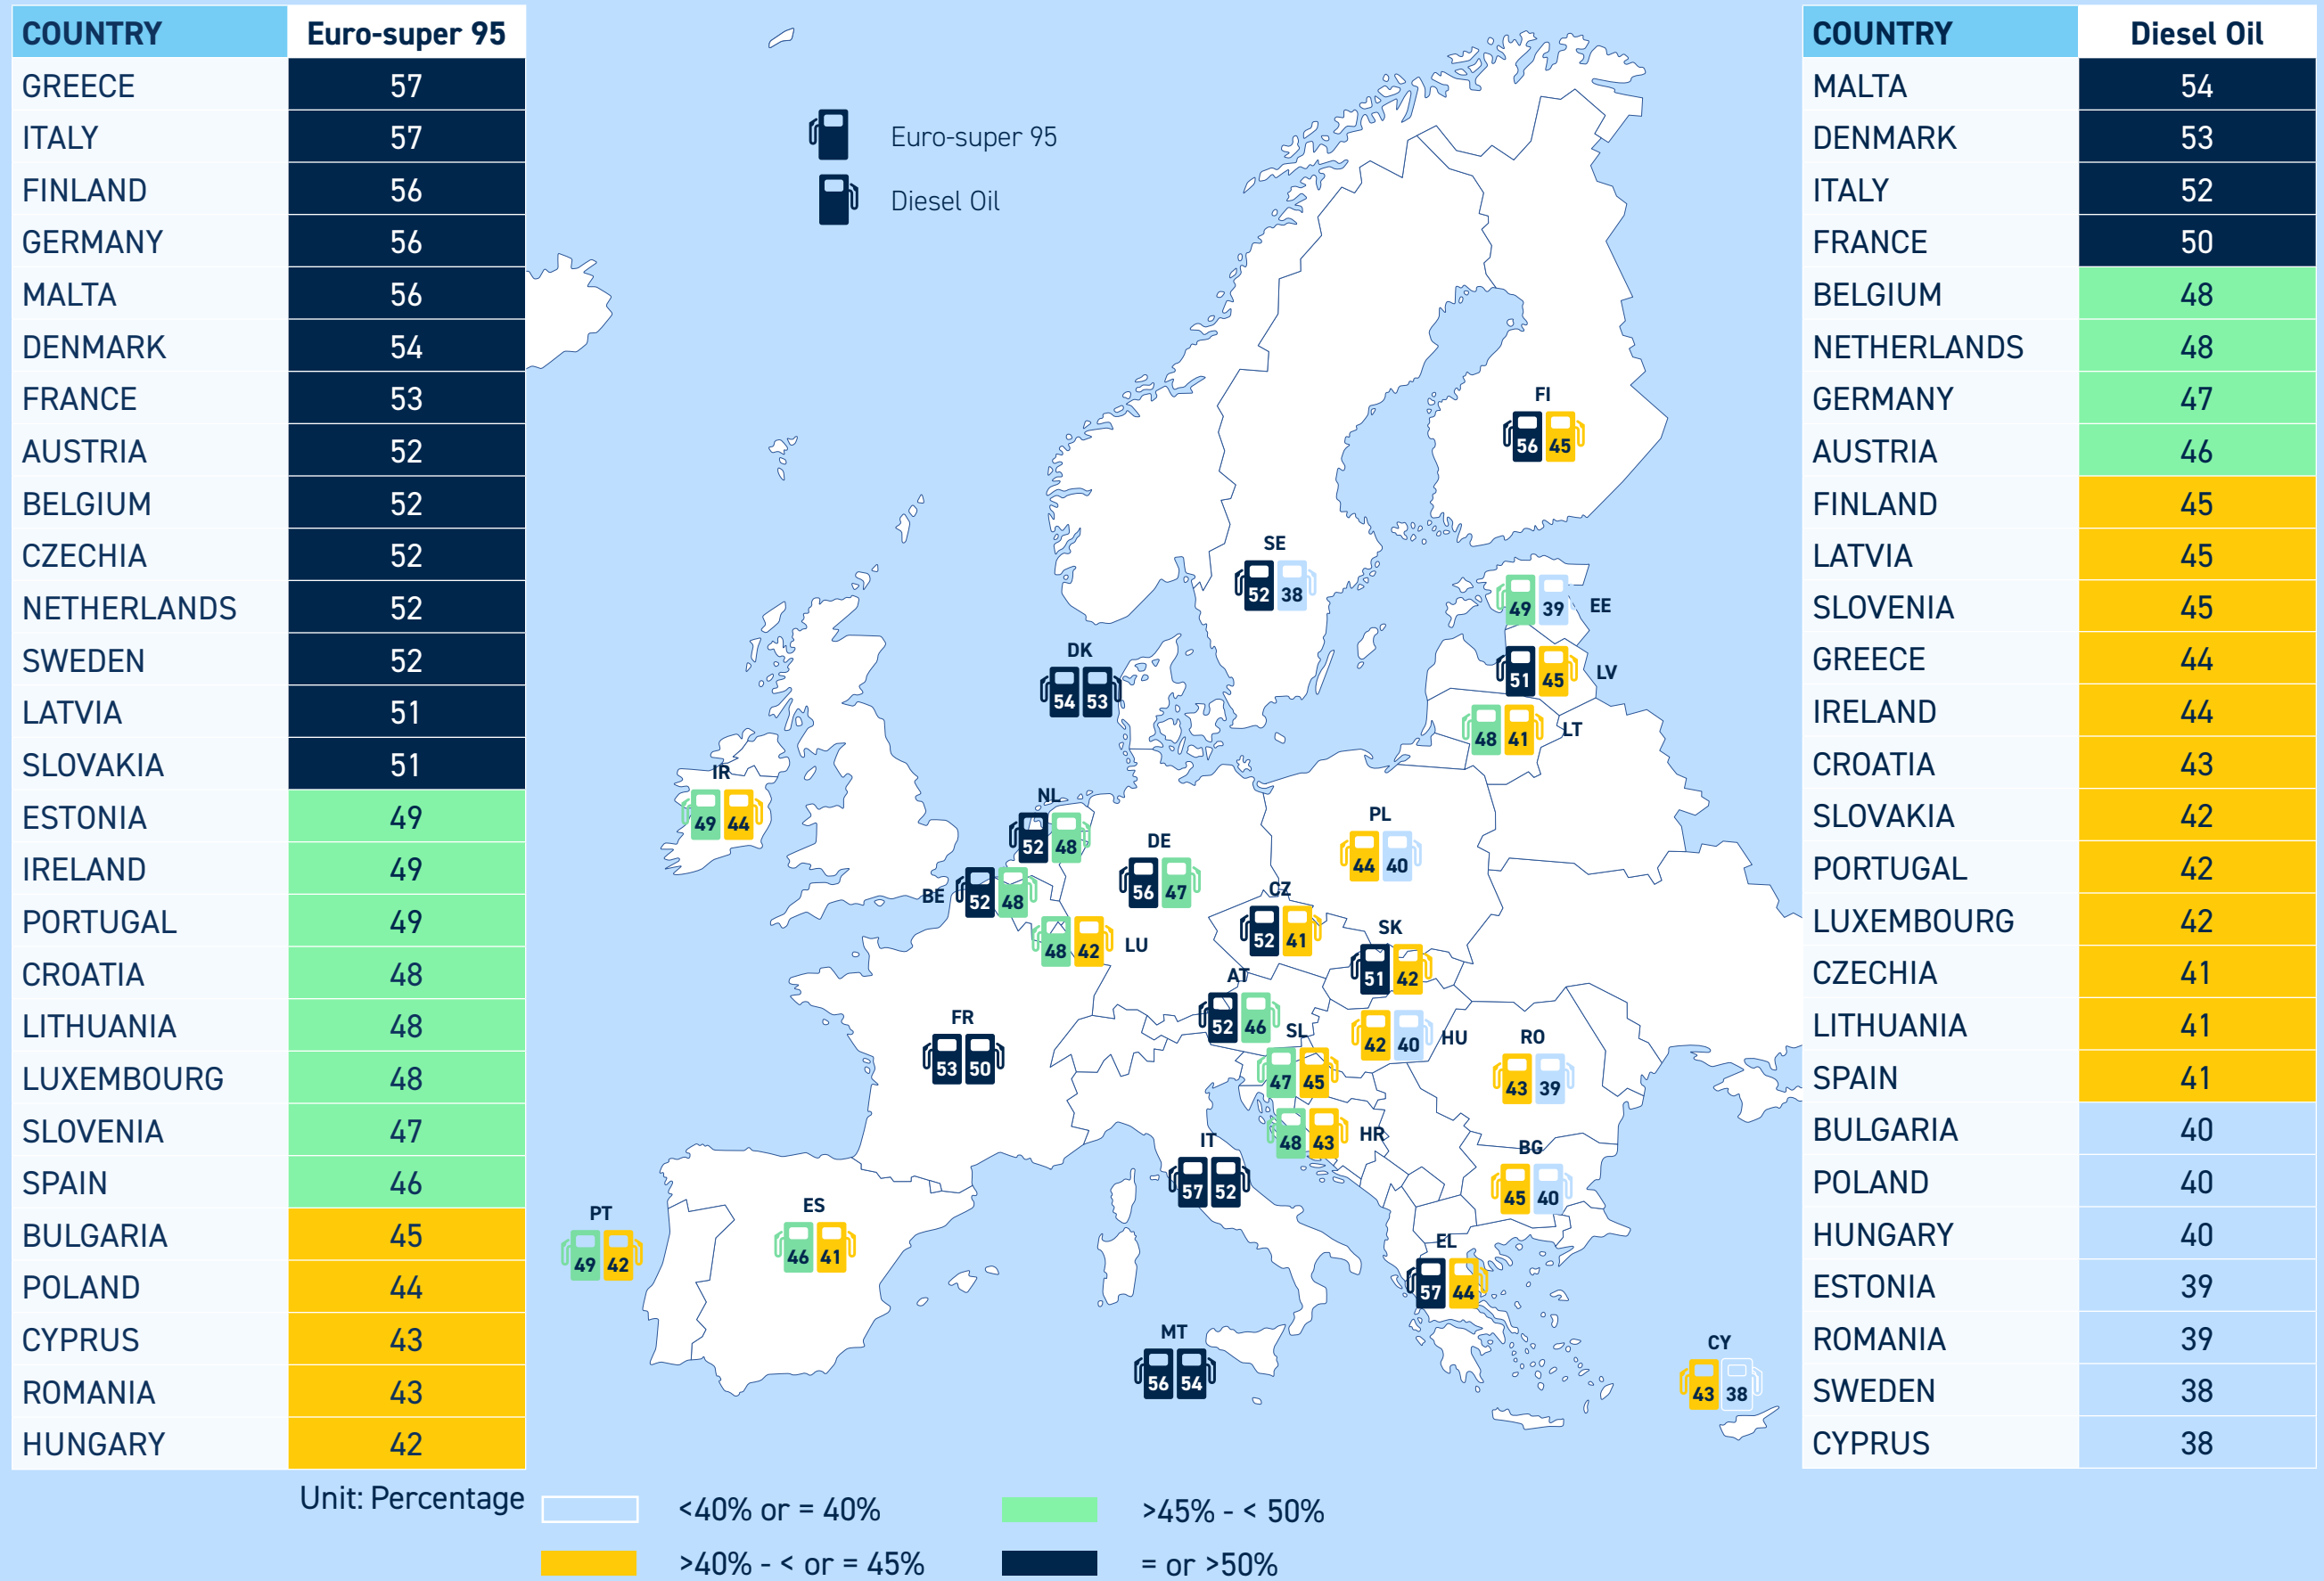 COUNTRY Euro-super 95
GREECE 57
ITALY 57
FINLAND 56
GERMANY 56
MALTA 56
DENMARK 54
FRANCE 53
AUSTRIA 52
BELGIUM 52
CZECHIA 52
NETHERLANDS 52
SWEDEN 52
LATVIA 51
SLOVAKIA 51
ESTONIA 49
IRELAND 49
PORTUGAL 49
CROATIA 48
LITHUANIA 48
LUXEMBOURG 48
SLOVENIA 47
SPAIN 46
BULGARIA 45
POLAND 44
CYPRUS 43
ROMANIA 43
HUNGARY 42
Unit: Percentage
Euro-super 95
Diesel Oil
FI
56 45
SE
52 38
49 39 EE
51 45 LV
48 41 LT
DK
54 53
IR
49 44
NL
52 48
BE 52 48
48 42 LU
DE
56 47
PL
44 40
CZ
52 41
SK
51 42
AT
52 46
42 40 HU
SL
47 45
48 43 HR
RO
43 39
BG
45 40
FR
53 50
IT
57 52
PT
49 42
ES
46 41
EL
57 44
MT
56 54
CY
43 38
<40% or = 40%
>40% - < or = 45%
>45% - < 50%
= or >50%
COUNTRY Diesel Oil
MALTA 54
DENMARK 53
ITALY 52
FRANCE 50
BELGIUM 48
NETHERLANDS 48
GERMANY 47
AUSTRIA 46
FINLAND 45
LATVIA 45
SLOVENIA 45
GREECE 44
IRELAND 44
CROATIA 43
SLOVAKIA 42
PORTUGAL 42
LUXEMBOURG 42
CZECHIA 41
LITHUANIA 41
SPAIN 41
BULGARIA 40
POLAND 40
HUNGARY 40
ESTONIA 39
ROMANIA 39
SWEDEN 38
CYPRUS 38